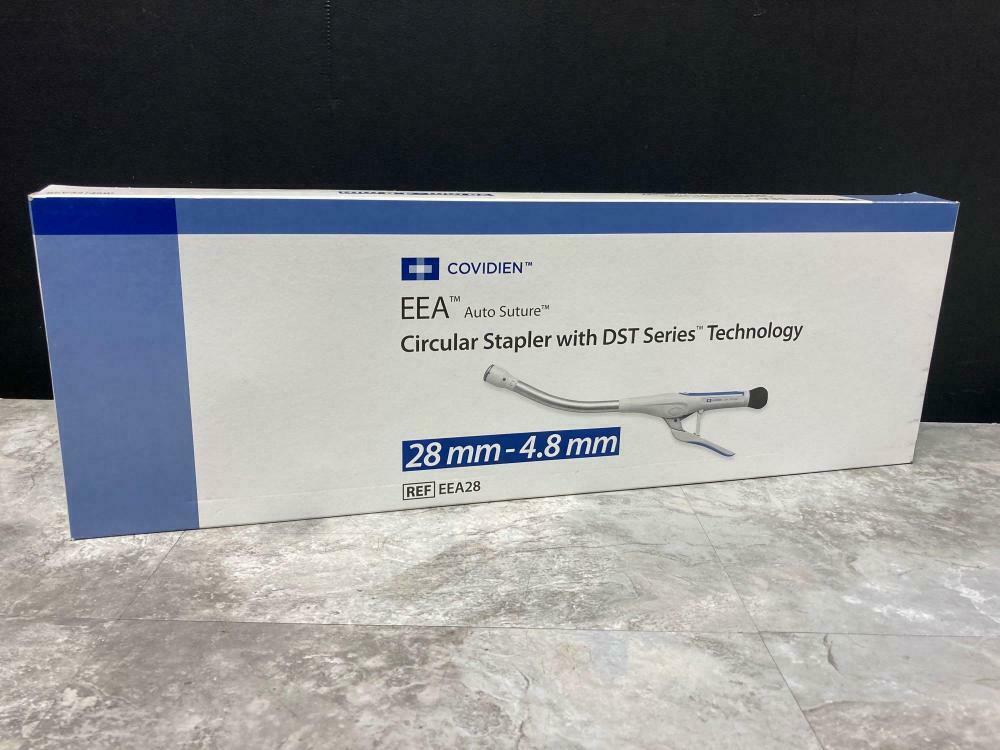 COVIDIEN™
EEA™ Auto Suture™
Circular Stapler with DST Series™ Technology
28 mm - 4.8 mm
REF EEA28